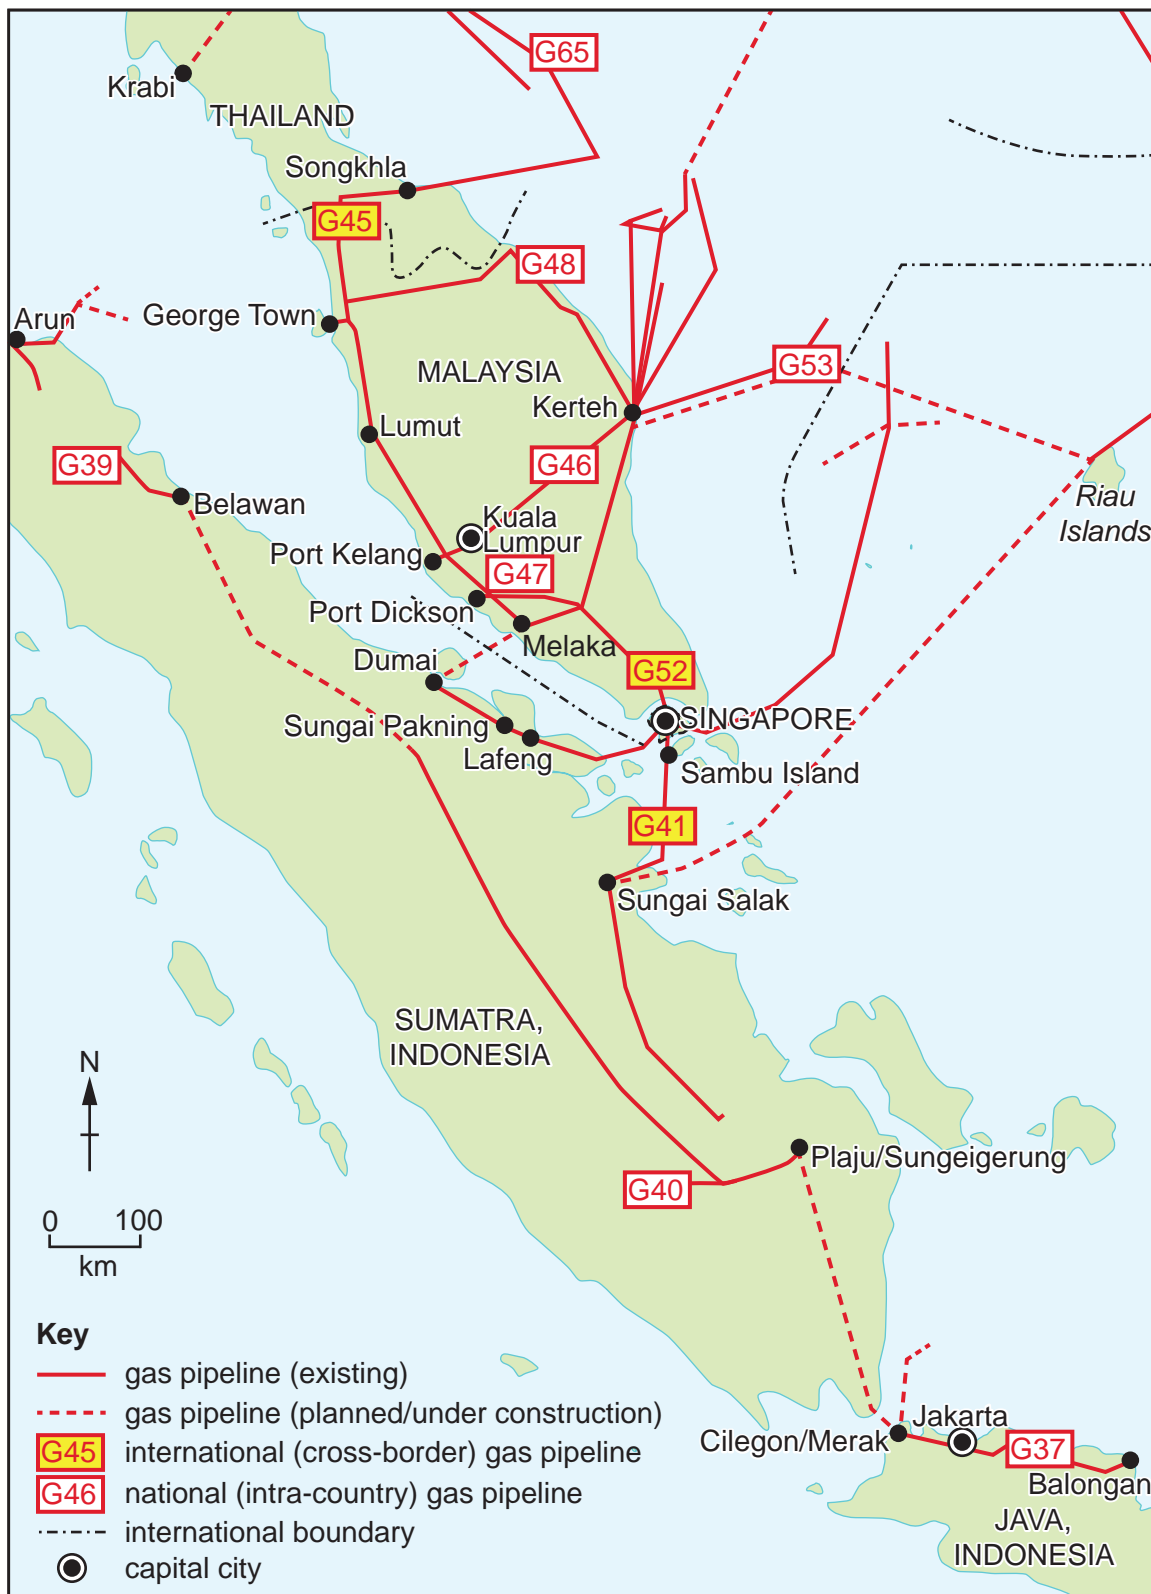 G65
Krabi
THAILAND
Songkhla
G45
G48
Arun
George Town
MALAYSIA
G53
Kerteh
Lumut
G39
G46
Belawan
Riau
Islands
Kuala
Lumpur
Port Kelang
G47
Port Dickson
Melaka
Dumai
G52
Sungai Pakning
SINGAPORE
Lafeng
Sambu Island
G41
Sungai Salak
SUMATRA,
INDONESIA
N
Plaju/Sungeigerung
G40
0 100
km
Key
gas pipeline (existing)
gas pipeline (planned/under construction)
G45 international (cross-border) gas pipeline
G46 national (intra-country) gas pipeline
international boundary
capital city
Jakarta
Cilegon/Merak
G37
Balongan
JAVA,
INDONESIA